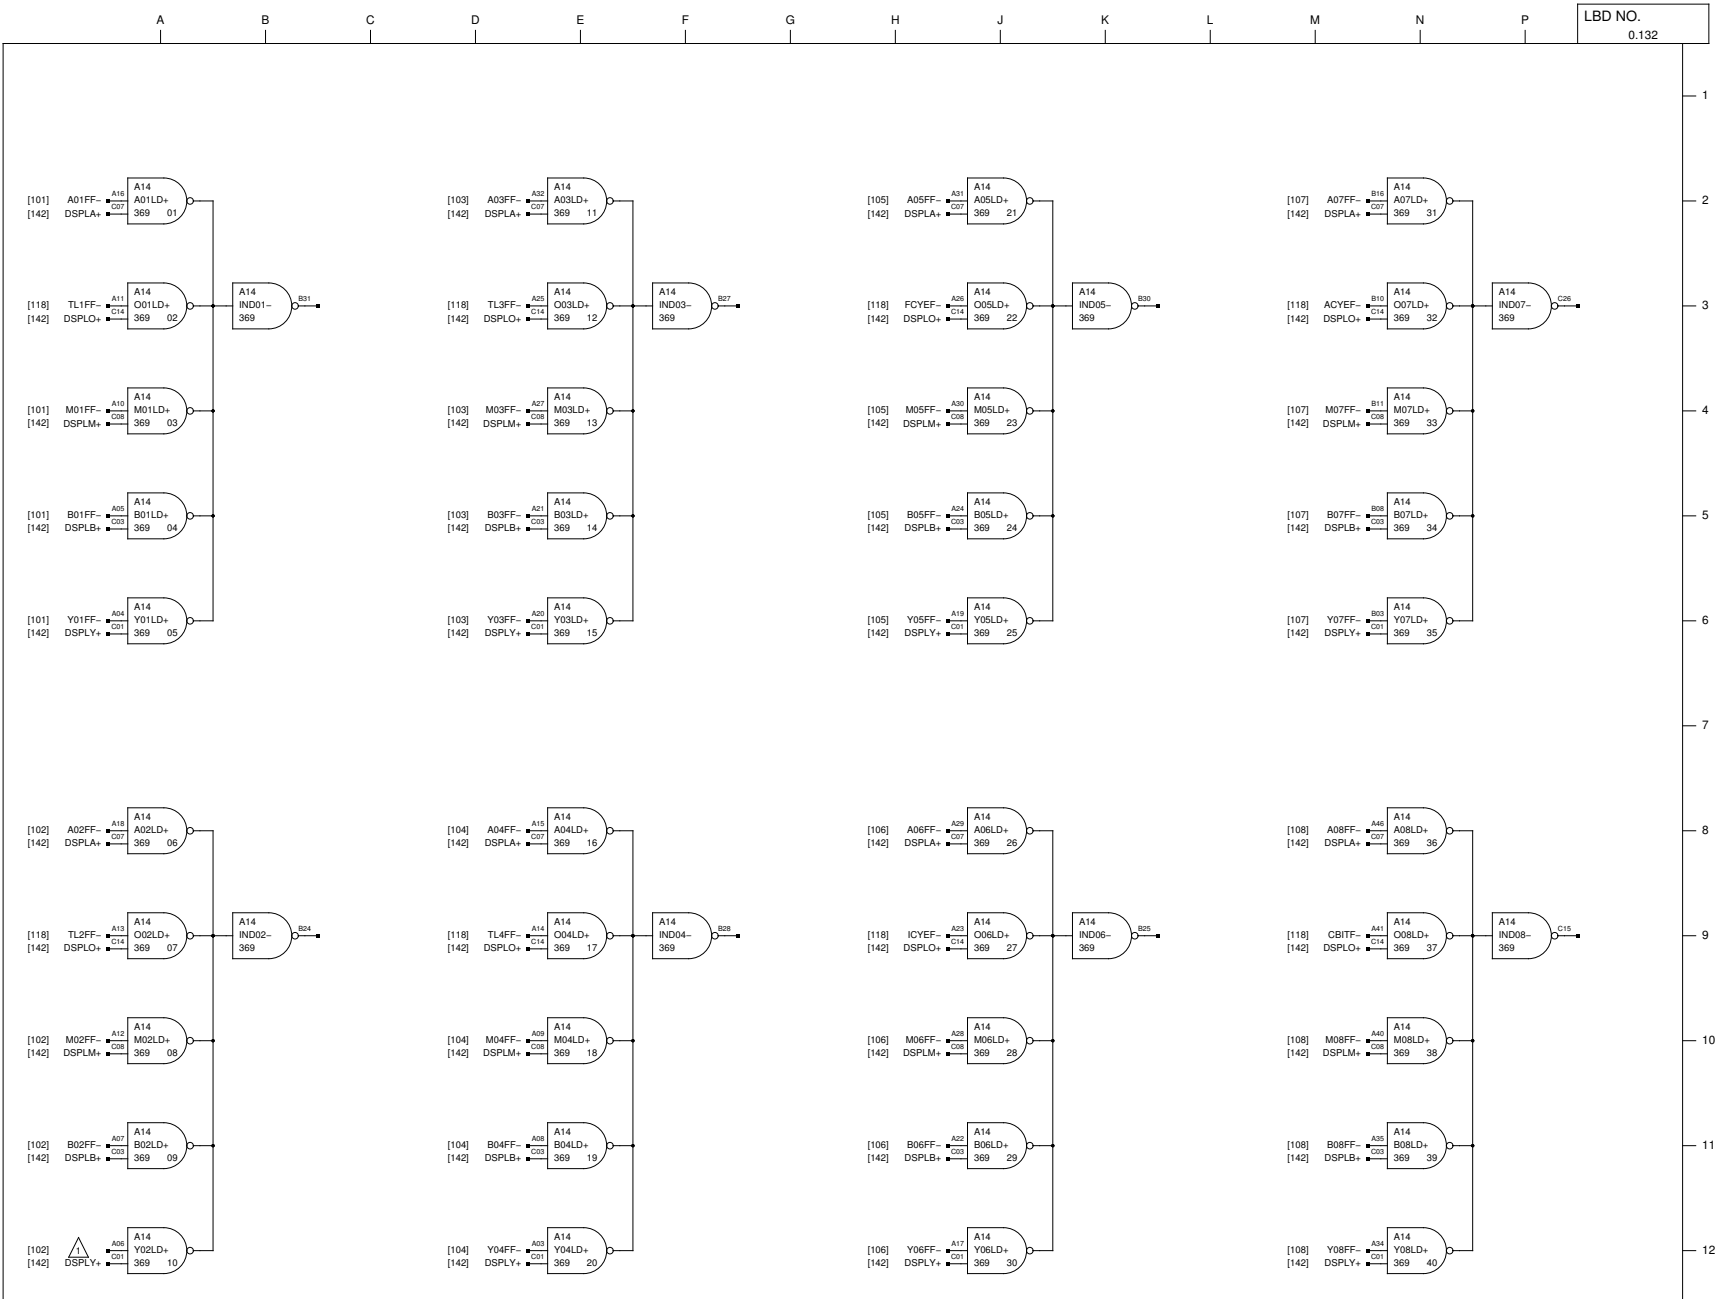 A B C D E F G H J K L M N P
LBD NO.
0.132
1
[101] A01FF− A16 A14 [103] A03FF− A32 A14 [105] A05FF− A31 A14 [107] A07FF− B16 A14
[142] DSPLA+ C07 A01LD+ [142] DSPLA+ C07 A03LD+ [142] DSPLA+ C07 A05LD+ [142] DSPLA+ C07 A07LD+ 2
369 01 369 11 369 21 369 31
[118] TL1FF− A11 A14 A14 [118] TL3FF− A25 A14 A14 [118] FCYEF− A26 A14 A14 [118] ACYEF− B10 A14 A14
[142] DSPLO+ C14 O01LD+ IND01− B31 [142] DSPLO+ C14 O03LD+ IND03− B27 [142] DSPLO+ C14 O05LD+ IND05− B30 [142] DSPLO+ C14 O07LD+ IND07− C26 3
369 02 369 369 12 369 369 22 369 369 32 369
[101] M01FF− A10 A14 [103] M03FF− A27 A14 [105] M05FF− A30 A14 [107] M07FF− B11 A14
[142] DSPLM+ C08 M01LD+ [142] DSPLM+ C08 M03LD+ [142] DSPLM+ C08 M05LD+ [142] DSPLM+ C08 M07LD+ 4
369 03 369 13 369 23 369 33
[101] B01FF− A05 A14 [103] B03FF− A21 A14 [105] B05FF− A24 A14 [107] B07FF− B08 A14
[142] DSPLB+ C03 B01LD+ [142] DSPLB+ C03 B03LD+ [142] DSPLB+ C03 B05LD+ [142] DSPLB+ C03 B07LD+ 5
369 04 369 14 369 24 369 34
[101] Y01FF− A04 A14 [103] Y03FF− A20 A14 [105] Y05FF− A19 A14 [107] Y07FF− B03 A14
[142] DSPLY+ C01 Y01LD+ [142] DSPLY+ C01 Y03LD+ [142] DSPLY+ C01 Y05LD+ [142] DSPLY+ C01 Y07LD+ 6
369 05 369 15 369 25 369 35
7
[102] A02FF− A18 A14 [104] A04FF− A15 A14 [106] A06FF− A29 A14 [108] A08FF− A46 A14
[142] DSPLA+ C07 A02LD+ [142] DSPLA+ C07 A04LD+ [142] DSPLA+ C07 A06LD+ [142] DSPLA+ C07 A08LD+ 8
369 06 369 16 369 26 369 36
[118] TL2FF− A13 A14 A14 [118] TL4FF− A14 A14 A14 [118] ICYEF− A23 A14 A14 [118] CBITF− A41 A14 A14
[142] DSPLO+ C14 O02LD+ IND02− B24 [142] DSPLO+ C14 O04LD+ IND04− B28 [142] DSPLO+ C14 O06LD+ IND06− B25 [142] DSPLO+ C14 O08LD+ IND08− C15 9
369 07 369 369 17 369 369 27 369 369 37 369
[102] M02FF− A12 A14 [104] M04FF− A09 A14 [106] M06FF− A28 A14 [108] M08FF− A40 A14
[142] DSPLM+ C08 M02LD+ [142] DSPLM+ C08 M04LD+ [142] DSPLM+ C08 M06LD+ [142] DSPLM+ C08 M08LD+ 10
369 08 369 18 369 28 369 38
[102] B02FF− A07 A14 [104] B04FF− A08 A14 [106] B06FF− A22 A14 [108] B08FF− A35 A14
[142] DSPLB+ C03 B02LD+ [142] DSPLB+ C03 B04LD+ [142] DSPLB+ C03 B06LD+ [142] DSPLB+ C03 B08LD+ 11
369 09 369 19 369 29 369 39
[102] 1 A06 A14 [104] Y04FF− A03 A14 [106] Y06FF− A17 A14 [108] Y08FF− A34 A14
[142] DSPLY+ C01 Y02LD+ [142] DSPLY+ C01 Y04LD+ [142] DSPLY+ C01 Y06LD+ [142] DSPLY+ C01 Y08LD+ 12
369 10 369 20 369 30 369 40